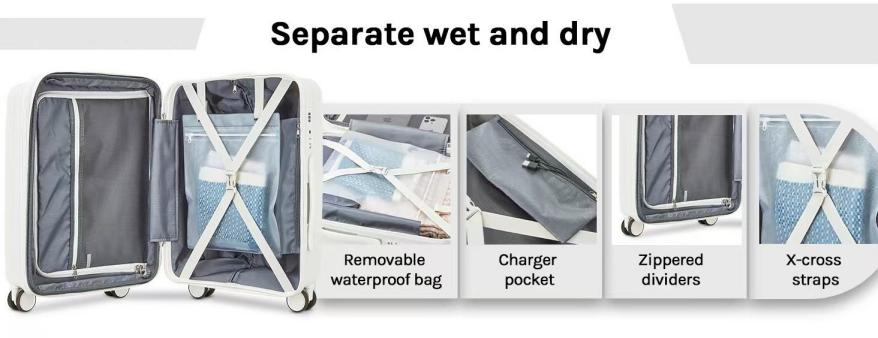 Separate wet and dry
Removable
waterproof bag
Charger
pocket
Zippered
dividers
X-cross
straps